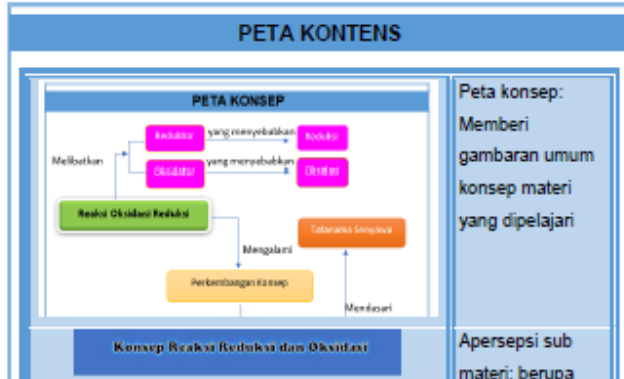 PETA KONTENS
PETA KONSEP
Reduktor
yang menyebabkan
Reduksi
Melibatkan
Oksidator
yang menyebabkan
Oksidasi
Reaksi Oksidasi Reduksi
Tatanama Senyawa
Mengalami
Perkembangan Konsep
Mendasari
Konsep Reaksi Reduksi dan Oksidasi
Peta konsep:
Memberi
gambaran umum
konsep materi
yang dipelajari
Apersepsi sub
materi: berupa